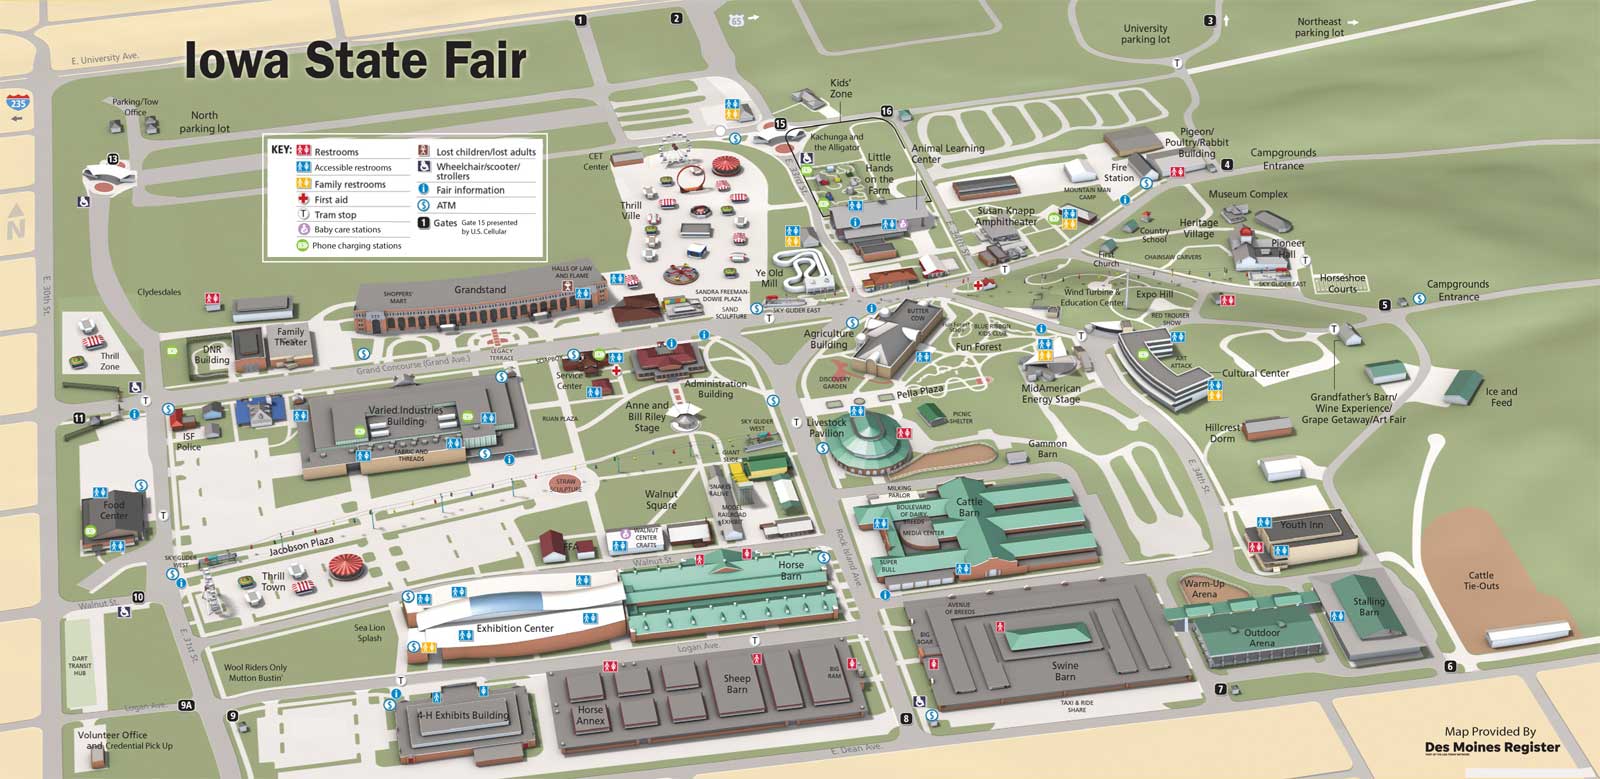 Iowa State Fair
E. University Ave.
235
1
2
65
3
University
parking lot
Northeast
parking lot
T
Parking/Tow
Office
North
parking lot
13
KEY:
Restrooms
Accessible restrooms
Family restrooms
First aid
T Tram stop
Baby care stations
Phone charging stations
Lost children/lost adults
Wheelchair/scooter/
strollers
i Fair information
$ ATM
1 Gates Gate 15 presented
by U.S. Cellular
N
E. 30th St.
Kids'
Zone
15
16
Kachunga and
the Alligator
Little
Hands
on the
Farm
Animal Learning
Center
E. 33rd St.
E. 34th St.
CET
Center
Thrill
Ville
Pigeon/
Poultry/Rabbit
Building
Fire
Station
4
Campgrounds
Entrance
MOUNTAIN MAN
CAMP
Museum Complex
Susan Knapp
Amphitheater
Country
School
Heritage
Village
First
Church
CHAINSAW CARVERS
Pioneer
Hall
SKY GLIDER EAST
Horseshoe
Courts
5
Campgrounds
Entrance
Clydesdales
SHOPPERS'
MART
Grandstand
HALLS OF LAW
AND FLAME
SANDRA FREEMAN-
DOWIE PLAZA
SAND
SCULPTURE
Ye Old
Mill
SKY GLIDER EAST
Wind Turbine &
Education Center
Expo Hill
RED TROUSER
SHOW
BUTTER
COW
Agriculture
Building
BLUE RIBBON
KIDS CLUB
Fun Forest
DISCOVERY
GARDEN
Pella Plaza
MidAmerican
Energy Stage
ART
ATTACK
Cultural Center
Grandfather's Barn/
Wine Experience/
Grape Getaway/Art Fair
Ice and
Feed
Thrill
Zone
DNR
Building
Family
Theater
Grand Concourse (Grand Ave.)
LEGACY
TERRACE
Service
Center
Administration
Building
11
ISF
Police
Varied Industries
Building
FABRIC AND
THREADS
RUAN PLAZA
Anne and
Bill Riley
Stage
SKY GLIDER
WEST
Livestock
Pavilion
PICNIC
SHELTER
Gammon
Barn
Hillcrest
Dorm
E. 34th St.
GIANT
SLIDE
STRAW
SCULPTURE
Walnut
Square
SNAKES
ALIVE
MODEL
RAILROAD
EXHIBIT
MILKING
PARLOR
BOULEVARD
OF DAIRY
BREEDS
MEDIA CENTER
Cattle
Barn
SUPER
BULL
Youth Inn
Food
Center
Jacobson Plaza
SKY GLIDER
WEST
Thrill
Town
FFA
WALNUT
CENTER
CRAFTS
Walnut St.
Horse
Barn
Rock Island Ave.
Cattle
Tie-Outs
Warm-Up
Arena
Outdoor
Arena
Stalling
Barn
Walnut St.
10
E. 31st St.
Sea Lion
Splash
Exhibition Center
Logan Ave.
AVENUE
OF BREEDS
BIG
BOAR
Swine
Barn
TAXI & RIDE
SHARE
6
7
DART
TRANSIT
HUB
Wool Riders Only
Mutton Bustin'
Logan Ave.
9A
9
4-H Exhibits Building
Horse
Annex
Sheep
Barn
BIG
RAM
8
E. Dean Ave.
Volunteer Office
and Credential Pick Up
Map Provided By
Des Moines Register